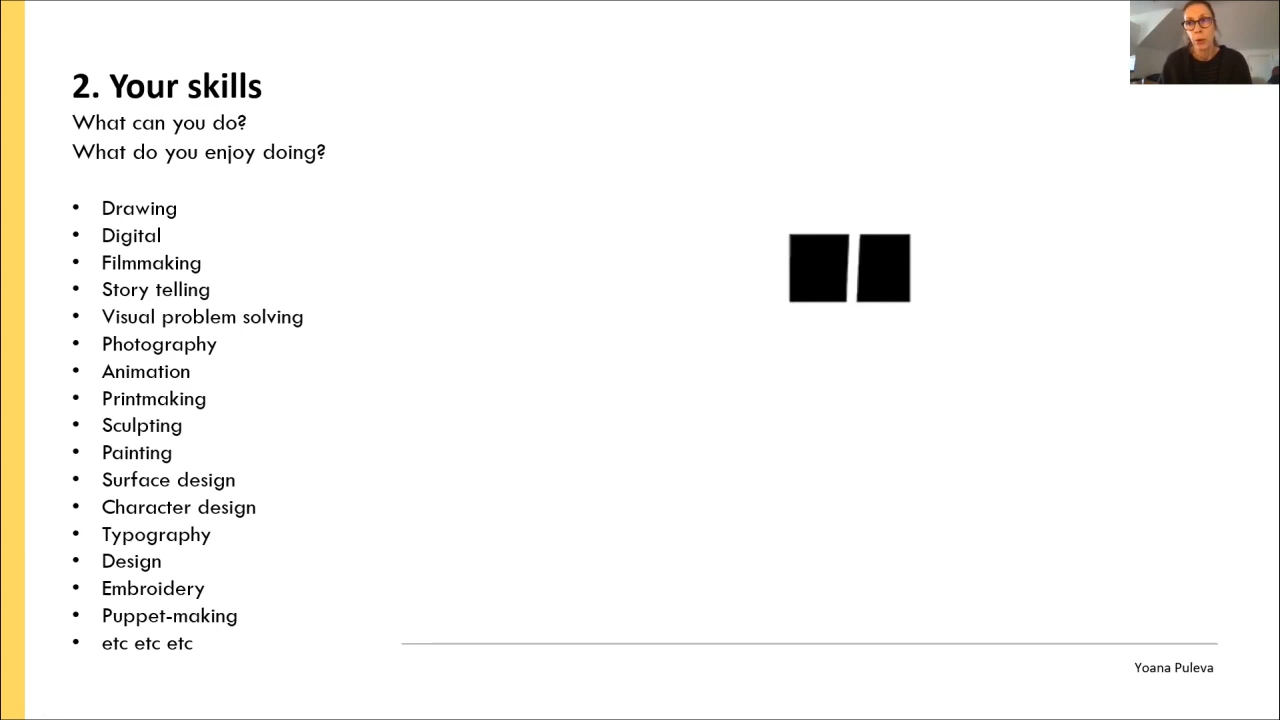 2. Your skills
What can you do?
What do you enjoy doing?
• Drawing
• Digital
• Filmmaking
• Story telling
• Visual problem solving
• Photography
• Animation
• Printmaking
• Sculpting
• Painting
• Surface design
• Character design
• Typography
• Design
• Embroidery
• Puppet-making
• etc etc etc
Yoana Puleva